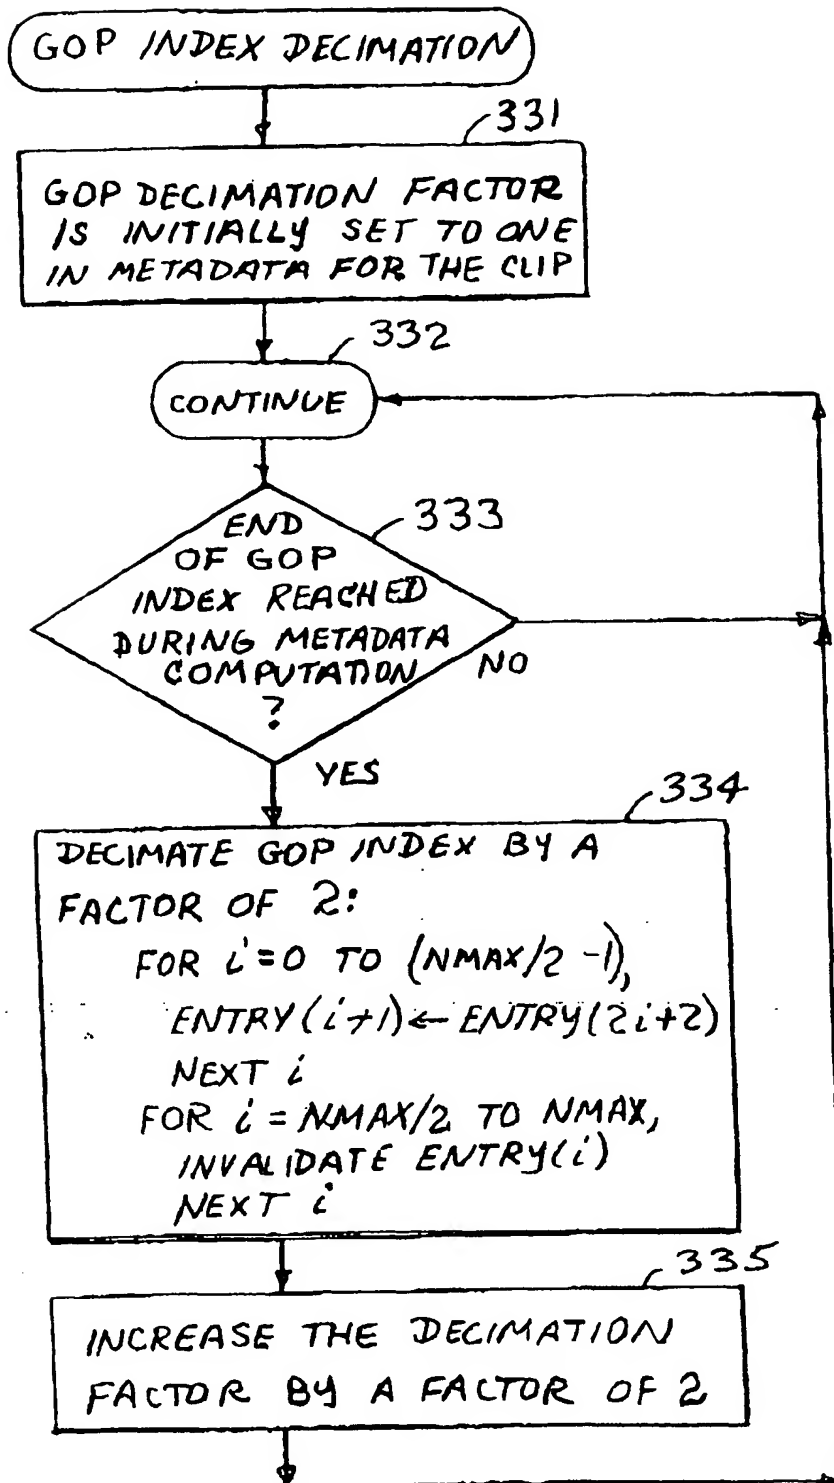 GOP INDEX DECIMATION
331
GOP DECIMATION FACTOR
IS INITIALLY SET TO ONE
IN METADATA FOR THE CLIP
332
CONTINUE
333
END
OF GOP
INDEX REACHED
DURING METADATA
COMPUTATION
?
NO
YES
334
DECIMATE GOP INDEX BY A
FACTOR OF 2:
FOR i=0 TO (NMAX/2 -1),
ENTRY(i+1)←ENTRY(2i+2)
NEXT i
FOR i = NMAX/2 TO NMAX,
INVALIDATE ENTRY(i)
NEXT i
335
INCREASE THE DECIMATION
FACTOR BY A FACTOR OF 2